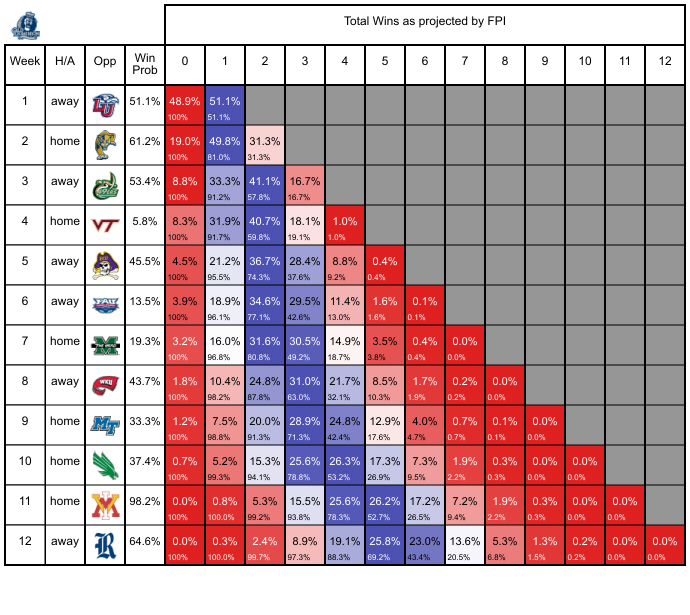 Total Wins as projected by FPI
Week H/A Opp Win Prob 0 1 2 3 4 5 6 7 8 9 10 11 12
1 away LU 51.1% 48.9% 51.1%
100% 51.1%
2 home 61.2% 19.0% 49.8% 31.3%
100% 81.0% 31.3%
3 away 53.4% 8.8% 33.3% 41.1% 16.7%
100% 91.2% 57.8% 16.7%
4 home VT 5.8% 8.3% 31.9% 40.7% 18.1% 1.0%
100% 91.7% 59.8% 19.1% 1.0%
5 away 45.5% 4.5% 21.2% 36.7% 28.4% 8.8% 0.4%
100% 95.5% 74.3% 37.6% 9.2% 0.4%
6 away FAU 13.5% 3.9% 18.9% 34.6% 29.5% 11.4% 1.6% 0.1%
100% 96.1% 77.1% 42.6% 13.0% 1.6% 0.1%
7 home M 19.3% 3.2% 16.0% 31.6% 30.5% 14.9% 3.5% 0.4% 0.0%
100% 96.8% 80.8% 49.2% 18.7% 3.8% 0.4% 0.0%
8 away WKU 43.7% 1.8% 10.4% 24.8% 31.0% 21.7% 8.5% 1.7% 0.2% 0.0%
100% 98.2% 87.8% 63.0% 32.1% 10.3% 1.9% 0.2% 0.0%
9 home MT 33.3% 1.2% 7.5% 20.0% 28.9% 24.8% 12.9% 4.0% 0.7% 0.1% 0.0%
100% 98.8% 91.3% 71.3% 42.4% 17.6% 4.7% 0.7% 0.1% 0.0%
10 home 37.4% 0.7% 5.2% 15.3% 25.6% 26.3% 17.3% 7.3% 1.9% 0.3% 0.0% 0.0%
100% 99.3% 94.1% 78.8% 53.2% 26.9% 9.5% 2.2% 0.3% 0.0% 0.0%
11 home VMI 98.2% 0.0% 0.8% 5.3% 15.5% 25.6% 26.2% 17.2% 7.2% 1.9% 0.3% 0.0% 0.0%
100% 100.0% 99.2% 93.8% 78.3% 52.7% 26.5% 9.4% 2.2% 0.3% 0.0% 0.0%
12 away R 64.6% 0.0% 0.3% 2.4% 8.9% 19.1% 25.8% 23.0% 13.6% 5.3% 1.3% 0.2% 0.0% 0.0%
100% 100.0% 99.7% 97.3% 88.3% 69.2% 43.4% 20.5% 6.8% 1.5% 0.2% 0.0% 0.0%